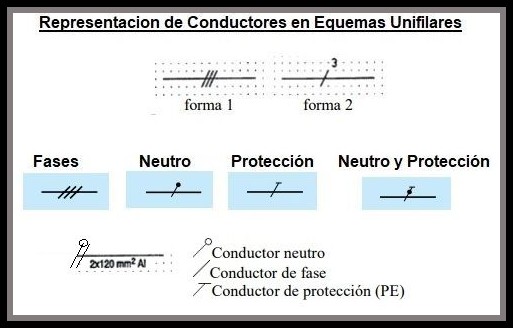 Representacion de Conductores en Equemas Unifilares
3
forma 1
forma 2
Fases
Neutro
Protección
Neutro y Protección
2x120 mm² Al
Conductor neutro
Conductor de fase
Conductor de protección (PE)